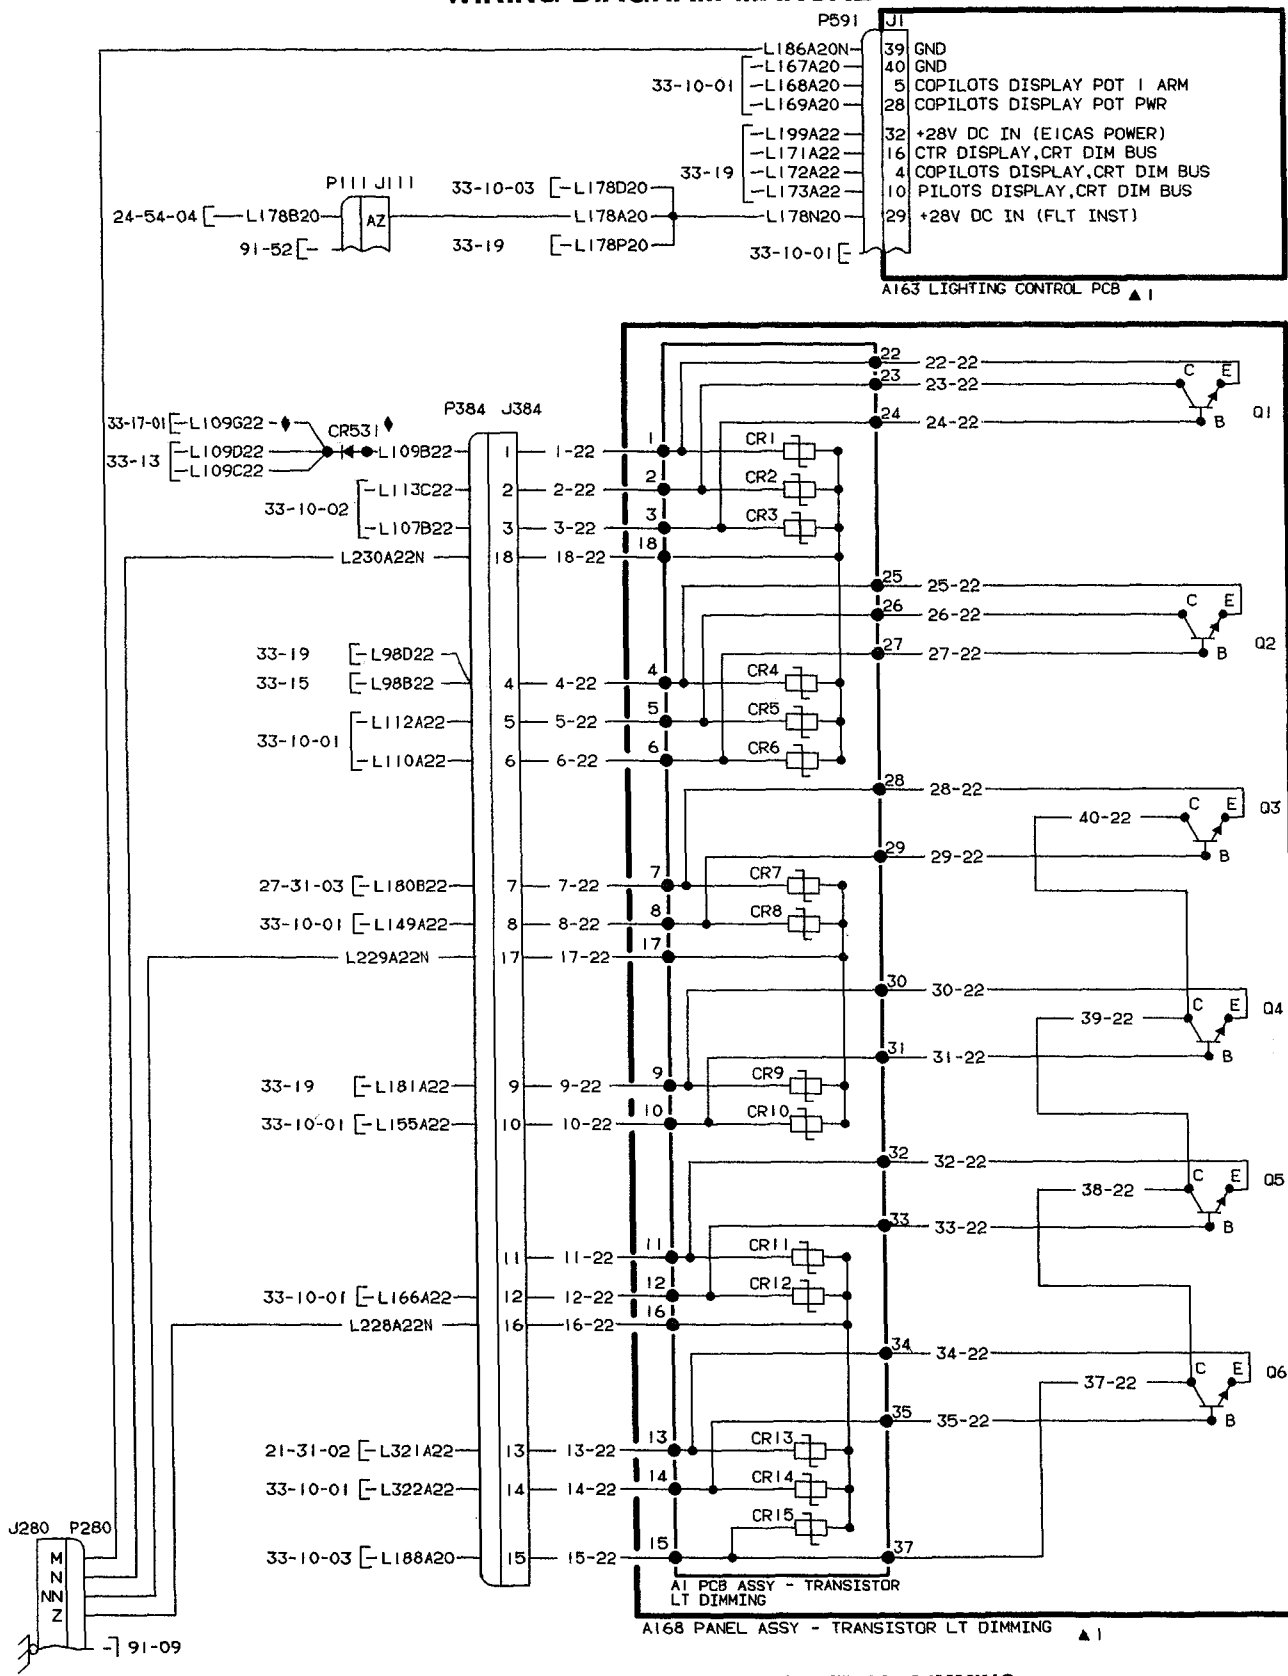 P591 J1
L186A20N 39 GND
L167A20 40 GND
33-10-01 L168A20 5 COPILOTS DISPLAY POT 1 ARM
L169A20 28 COPILOTS DISPLAY POT PWR
L199A22 32 +28V DC IN (EICAS POWER)
L171A22 16 CTR DISPLAY,CRT DIM BUS
33-19 L172A22 4 COPILOTS DISPLAY,CRT DIM BUS
L173A22 10 PILOTS DISPLAY,CRT DIM BUS
P111 J111 33-10-03 L178D20
24-54-04 L178B20 AZ L178A20 L178N20 29 +28V DC IN (FLT INST)
91-52 33-19 L178P20 33-10-01
A163 LIGHTING CONTROL PCB ▲1
22 22-22
23 23-22 C E
24 24-22 B Q1
P384 J384
33-17-01 L109G22 ♦ CR531 ♦
33-13 L109D22 L109B22 1 1-22 1 CR1
L109C22
L113C22 2 2-22 2 CR2
33-10-02
L107B22 3 3-22 3 CR3
L230A22N 18 18-22 18
25 25-22
26 26-22 C E
27 27-22 B Q2
33-19 L98D22
33-15 L98B22 4 4-22 4 CR4
L112A22 5 5-22 5 CR5
33-10-01
L110A22 6 6-22 6 CR6
28 28-22
40-22 C E Q3
29 29-22 B
27-31-03 L180B22 7 7-22 7 CR7
33-10-01 L149A22 8 8-22 8 CR8
L229A22N 17 17-22 17
30 30-22
39-22 C E Q4
31 31-22 B
33-19 L181A22 9 9-22 9 CR9
33-10-01 L155A22 10 10-22 10 CR10
32 32-22
38-22 C E Q5
33 33-22 B
11 11-22 11 CR11
33-10-01 L166A22 12 12-22 12 CR12
L228A22N 16 16-22 16
34 34-22
37-22 C E Q6
35 35-22 B
21-31-02 L321A22 13 13-22 13 CR13
33-10-01 L322A22 14 14-22 14 CR14
CR15
33-10-03 L188A20 15 15-22 15 37
J280 P280
M
N
NN
Z
91-09
A1 PCB ASSY - TRANSISTOR
LT DIMMING
A168 PANEL ASSY - TRANSISTOR LT DIMMING ▲1